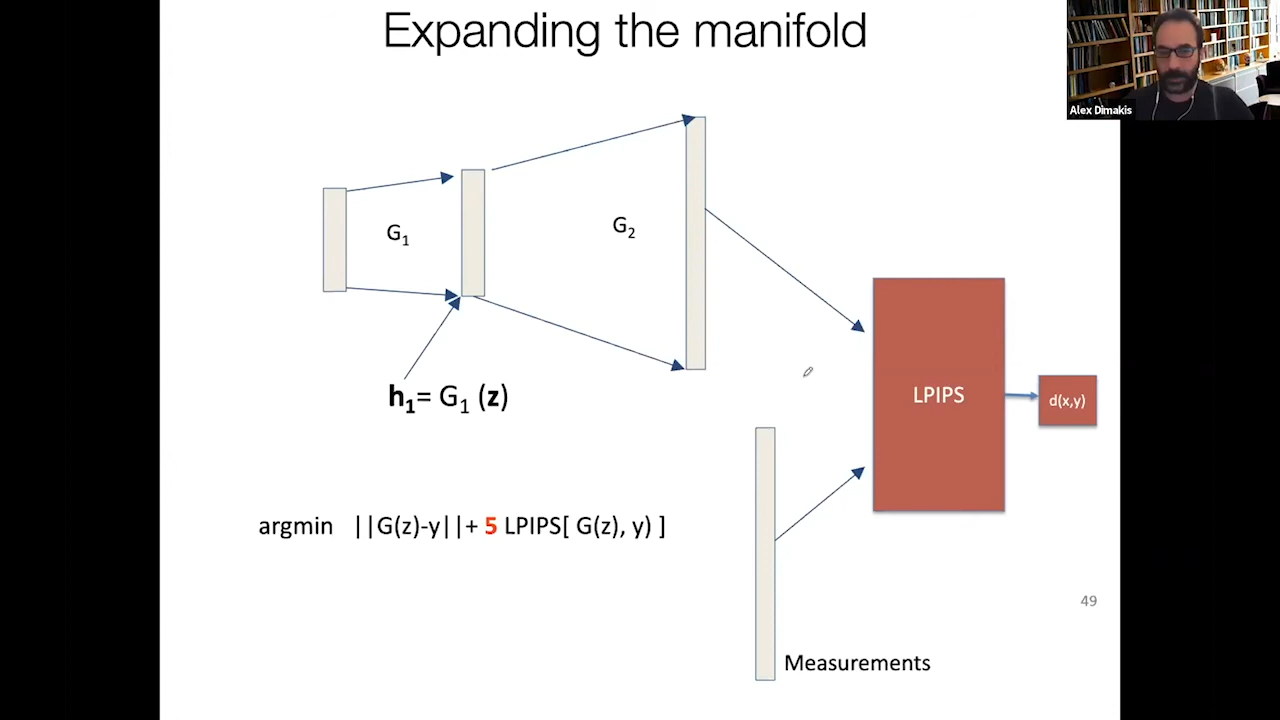 Expanding the manifold
Alex Dimakis
G₁
G₂
h₁= G₁ (z)
LPIPS
d(x,y)
argmin ||G(z)-y||+ 5 LPIPS[ G(z), y) ]
49
Measurements